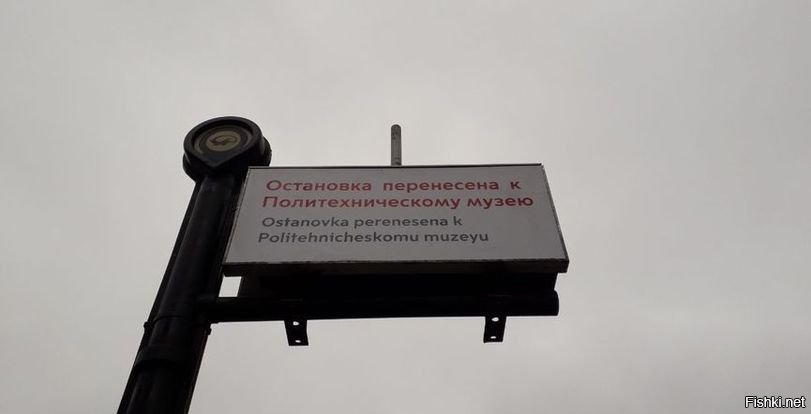 Остановка перенесена к
Политехническому музею
Ostanovka perenesena k
Politehnicheskomu muzeyu
Fishki.net